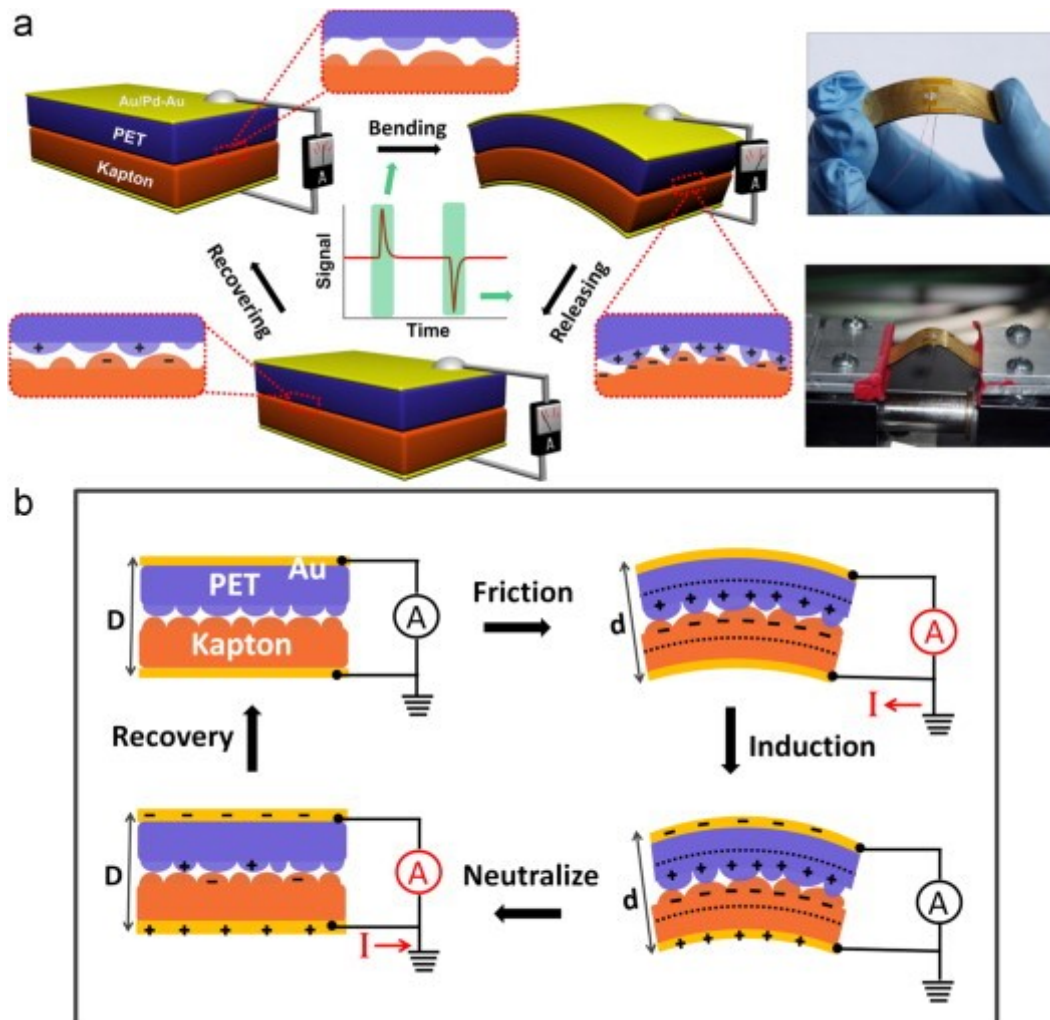 a
Au/Pd-Au
PET
Kapton
A
Bending
A
Signal
Time
Recovering
Releasing
+ +
- -
+ + + + + +
- - - - - -
A
b
D
Au
PET
Kapton
A
Friction
d
+ + + + + +
- - - - - - -
A
I
Recovery
Induction
D
- - - - -
+ +
- -
+ + + + +
A
I
Neutralize
d
- - - - -
+ + + + + +
- - - - - - -
+ + + + +
A